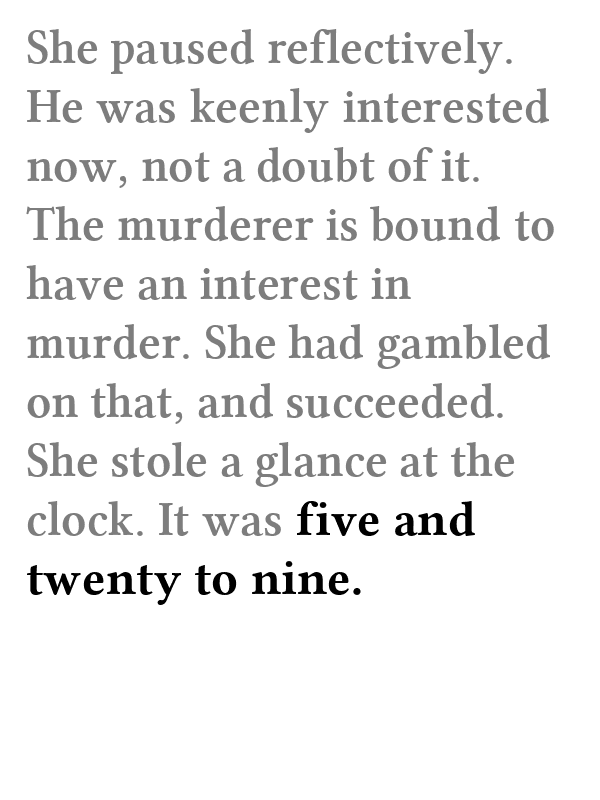 She paused reflectively.
He was keenly interested
now, not a doubt of it.
The murderer is bound to
have an interest in
murder. She had gambled
on that, and succeeded.
She stole a glance at the
clock. It was five and
twenty to nine.